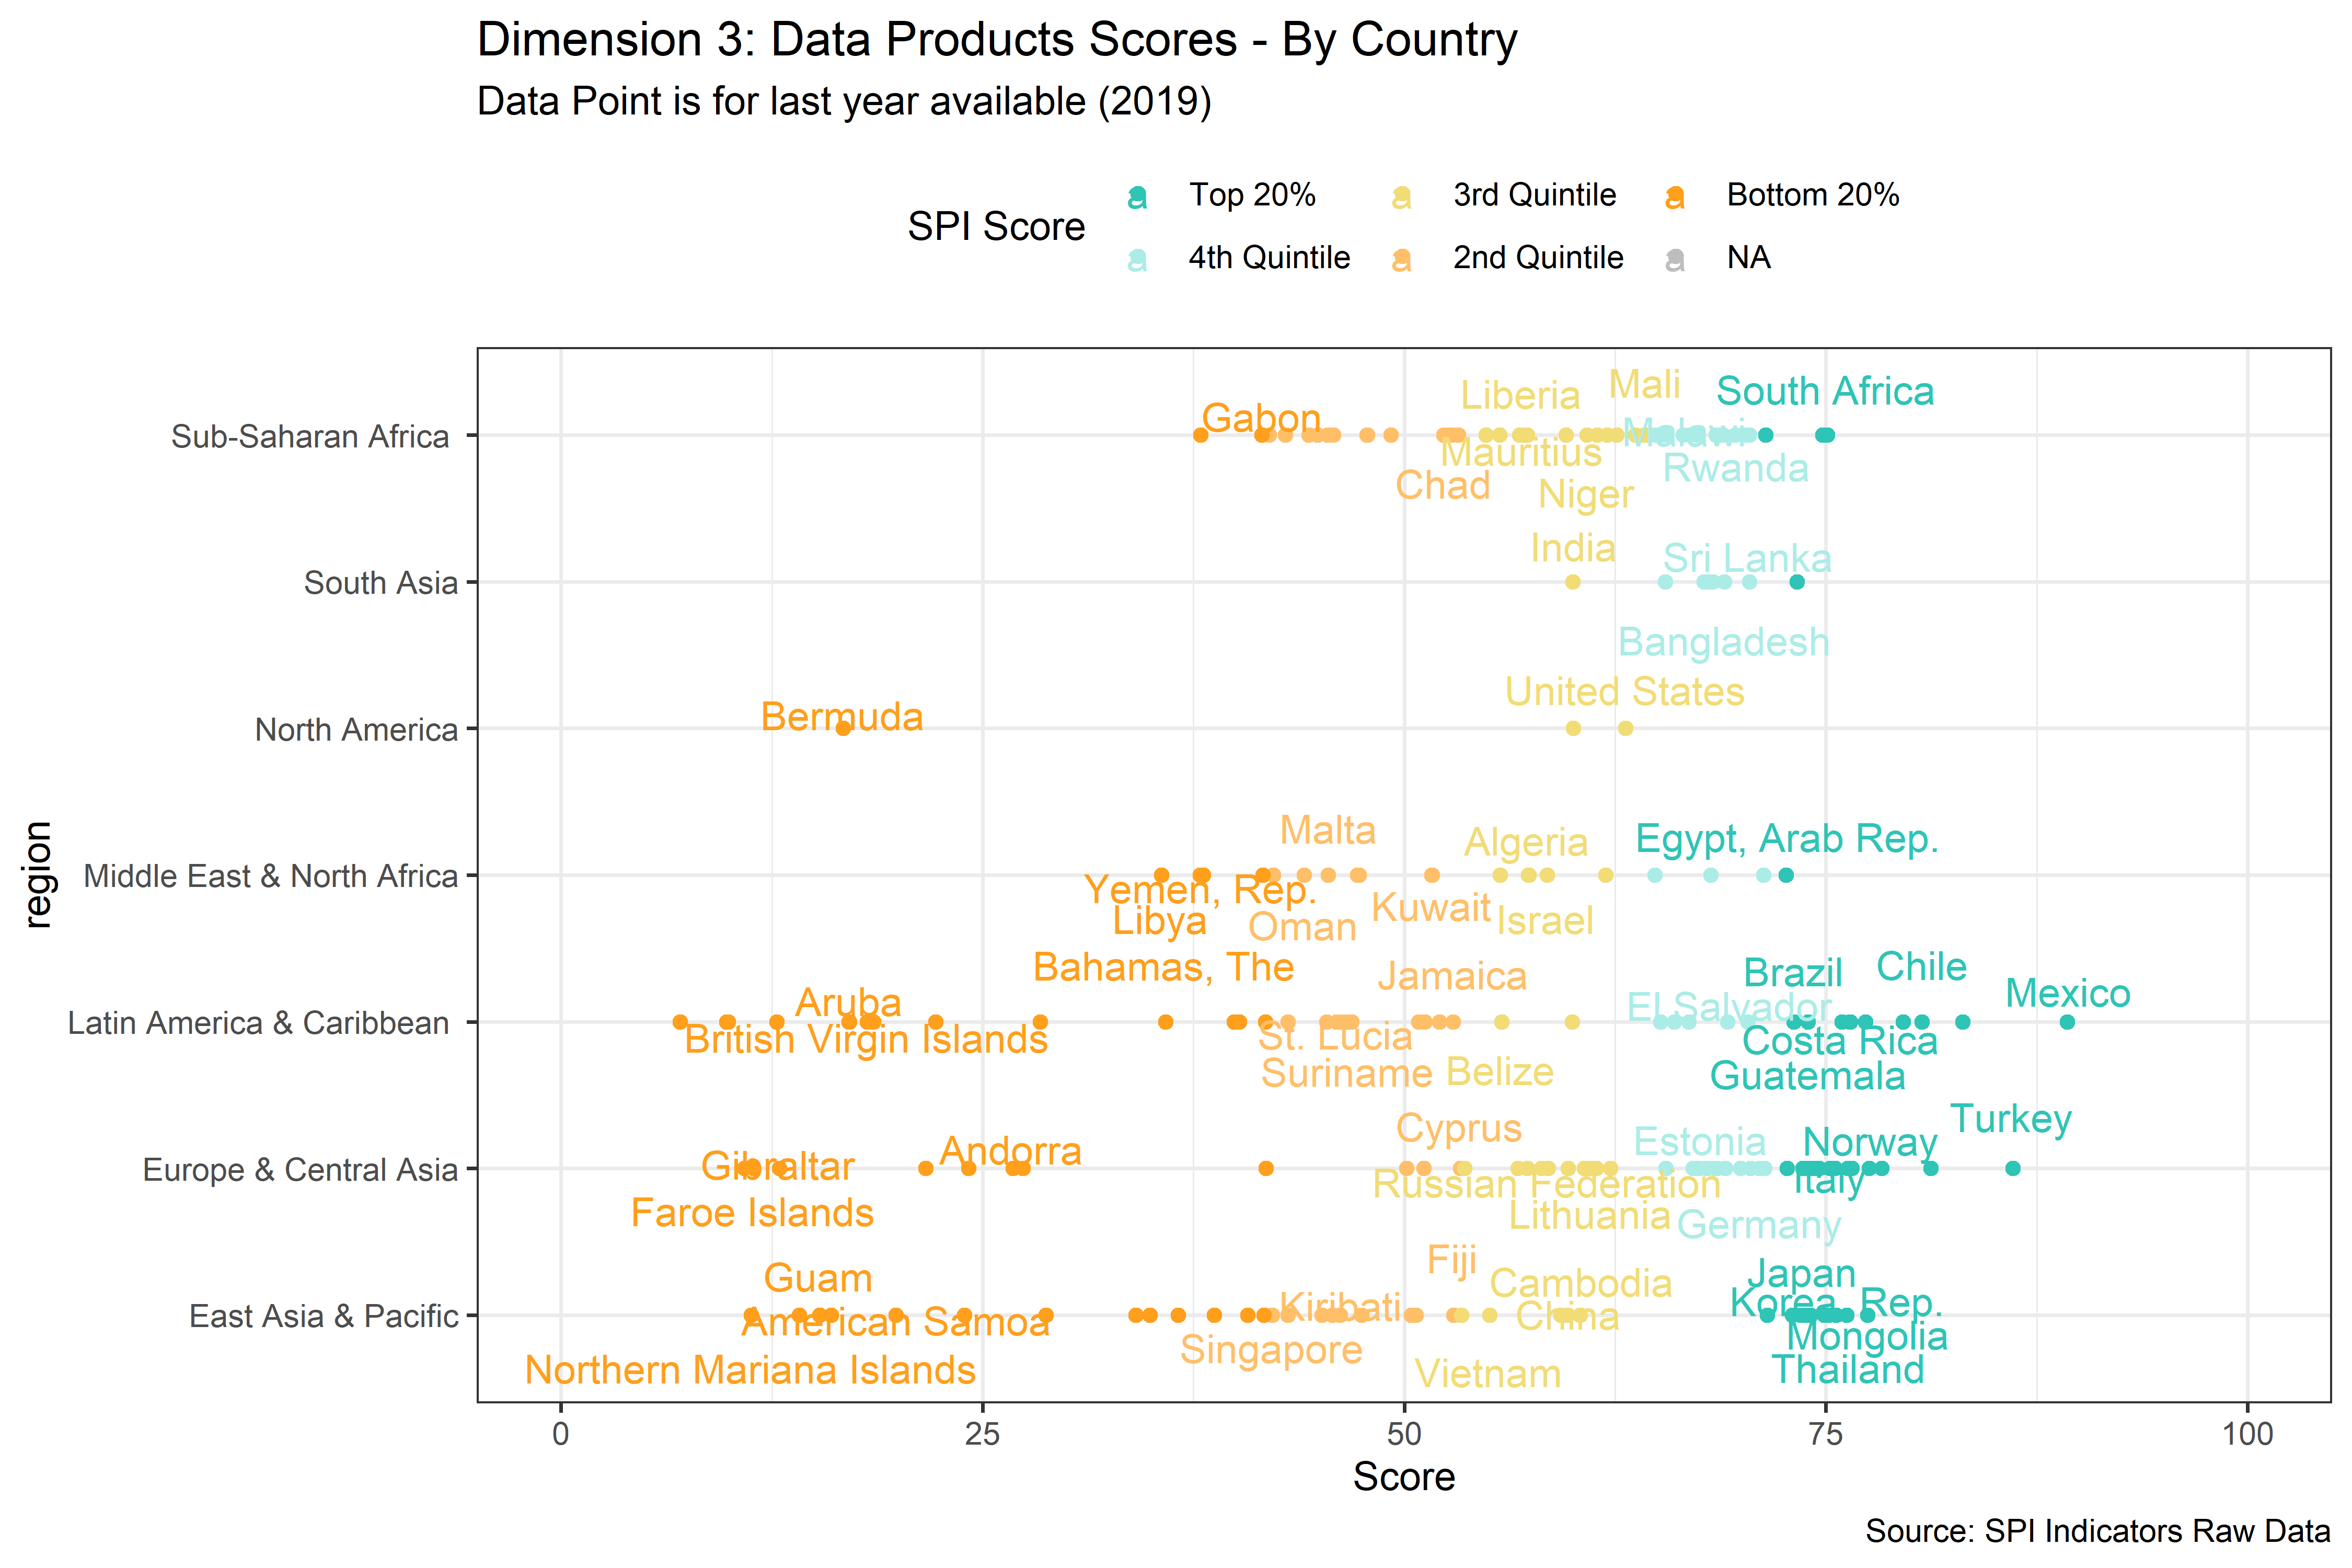 Dimension 3: Data Products Scores - By Country
Data Point is for last year available (2019)
SPI Score
a Top 20% a 3rd Quintile a Bottom 20%
a 4th Quintile a 2nd Quintile a NA
region
Sub-Saharan Africa
Mali
South Africa
Liberia
Gabon
Malawi
Mauritius
Rwanda
Chad
Niger
South Asia
India
Sri Lanka
Bangladesh
North America
United States
Bermuda
Middle East & North Africa
Malta
Algeria
Egypt, Arab Rep.
Yemen, Rep.
Kuwait
Libya
Oman
Israel
Latin America & Caribbean
Bahamas, The
Jamaica
Brazil
Chile
Mexico
Aruba
El Salvador
British Virgin Islands
St. Lucia
Costa Rica
Suriname
Belize
Guatemala
Europe & Central Asia
Turkey
Cyprus
Estonia
Norway
Andorra
Gibraltar
Russian Federation
Italy
Faroe Islands
Lithuania
Germany
East Asia & Pacific
Fiji
Japan
Guam
Cambodia
Korea, Rep.
Kiribati
China
American Samoa
Mongolia
Singapore
Northern Mariana Islands
Vietnam
Thailand
0 25 50 75 100
Score
Source: SPI Indicators Raw Data